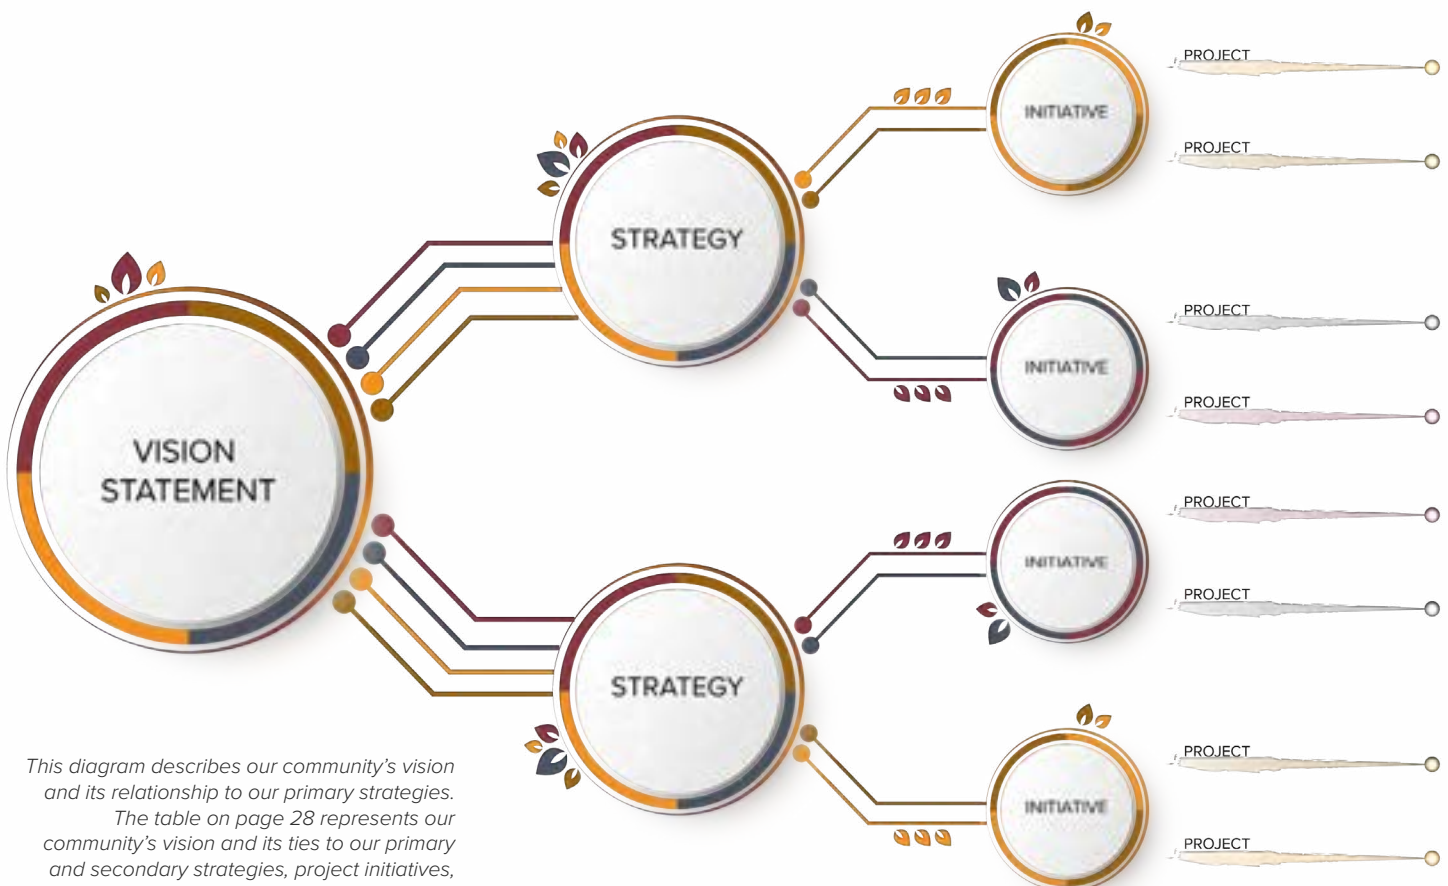 PROJECT
INITIATIVE
PROJECT
STRATEGY
PROJECT
INITIATIVE
PROJECT
VISION
STATEMENT
PROJECT
INITIATIVE
PROJECT
STRATEGY
PROJECT
INITIATIVE
PROJECT
This diagram describes our community’s vision
and its relationship to our primary strategies.
The table on page 28 represents our
community’s vision and its ties to our primary
and secondary strategies, project initiatives,